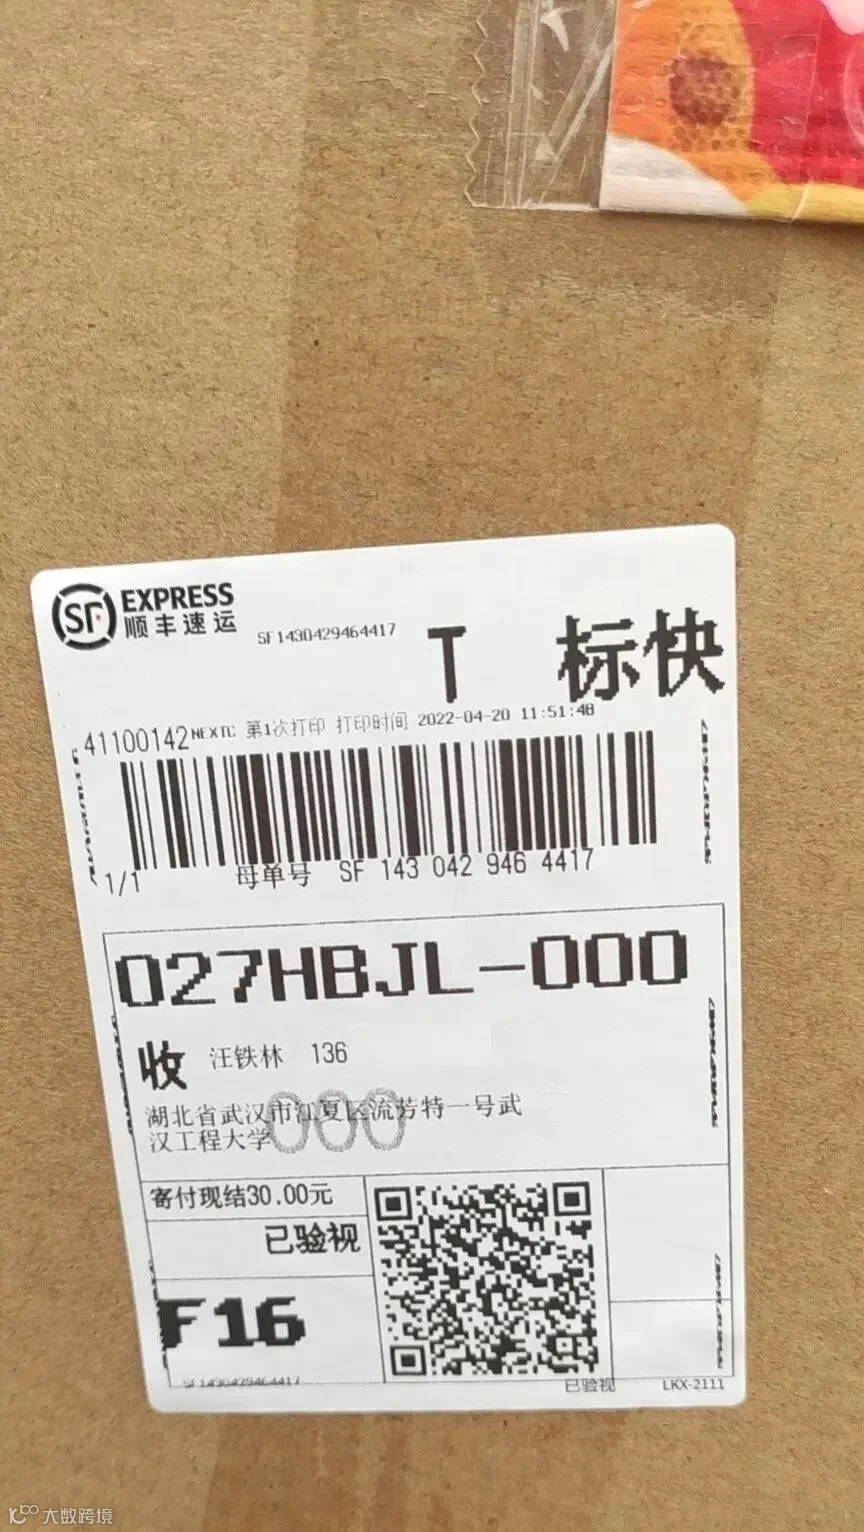 SF EXPRESS
顺丰速运
SF1430429464417
T 标快
41100142 NEXTC 第1次打印 打印时间 2022-04-20 11:51:48
1/1 母单号 SF 143 042 946 4417
027HBJL-000
收 汪铁林 136
湖北省武汉市江夏区流芳特一号武
汉工程大学
000
寄付现结30.00元
已验视
F16
SF1430429464417
已验视
LKX-2111
大数跨境